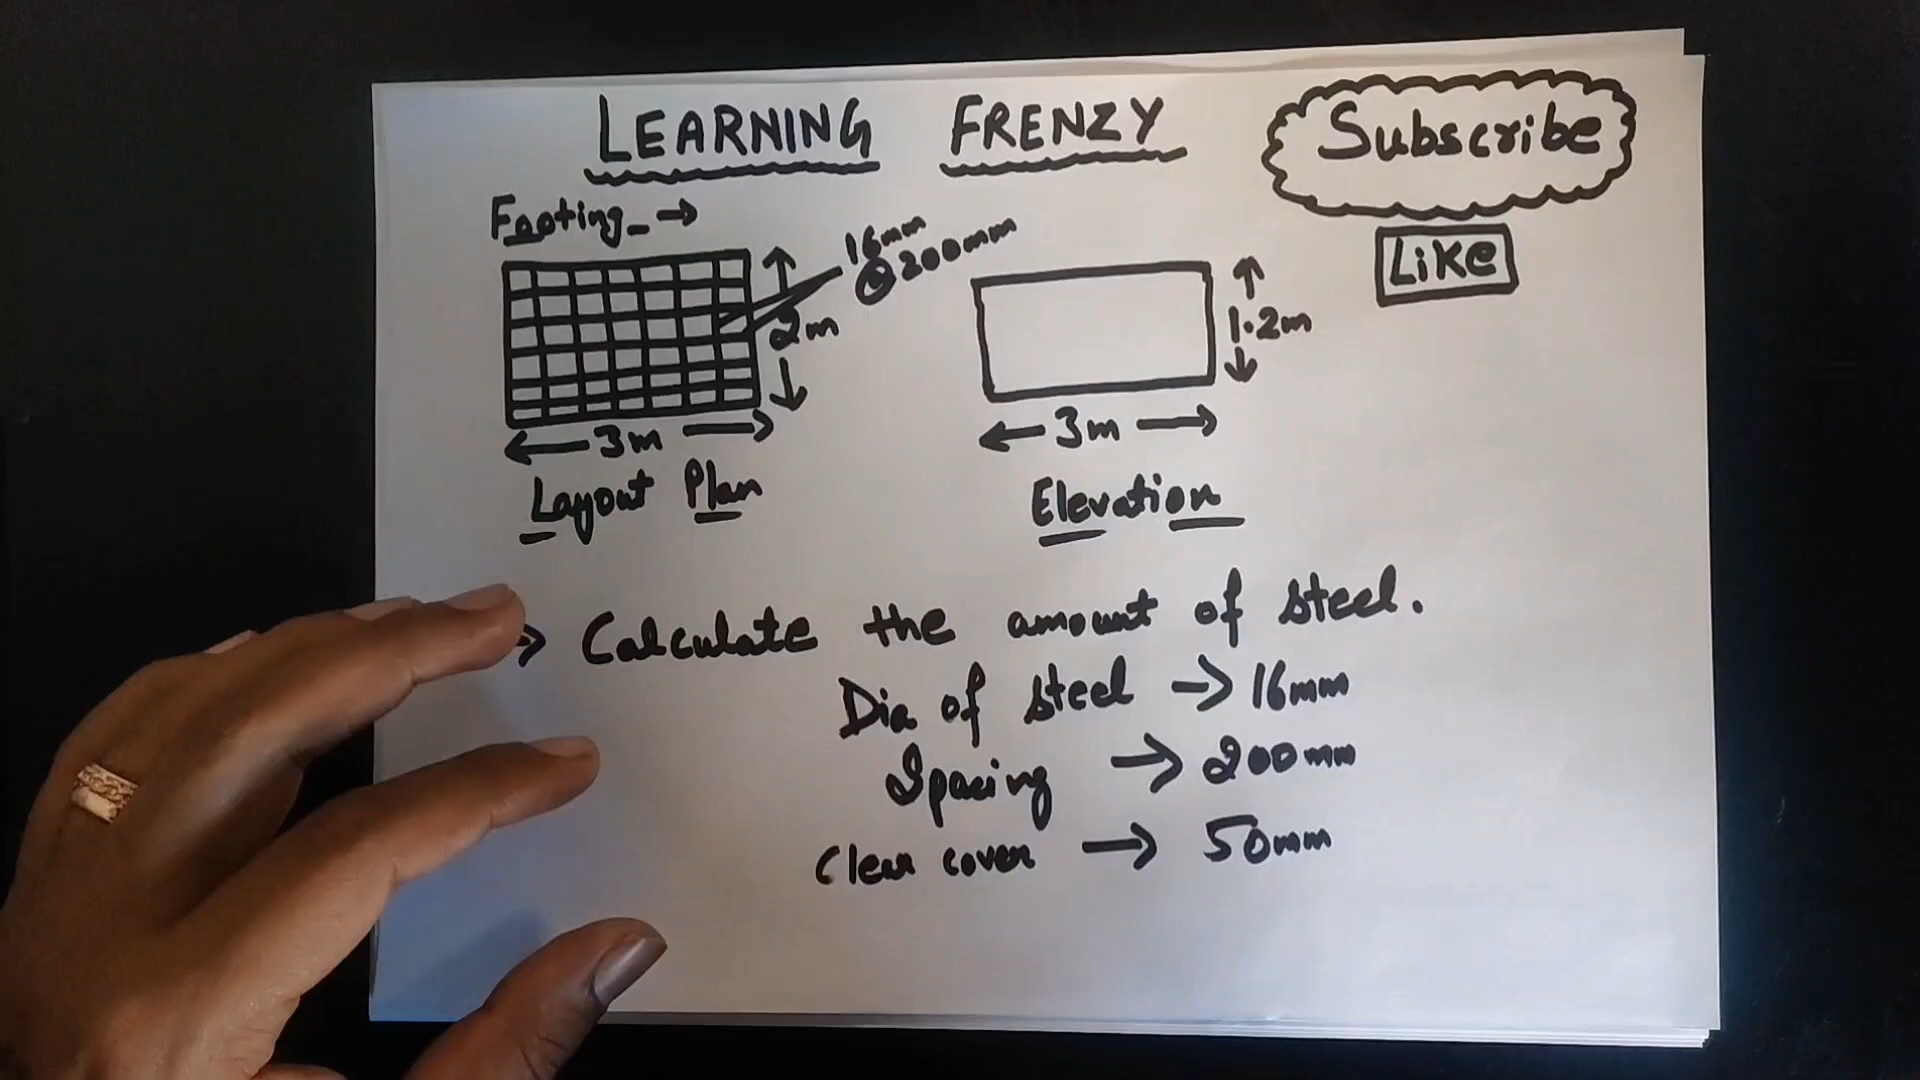 LEARNING FRENZY
Subscribe
Like
Footing →
16mm
@ 200mm
2m
3m
Layout Plan
1.2m
3m
Elevation
→ Calculate the amount of steel.
Dia of steel → 16mm
Spacing → 200mm
Clear cover → 50mm